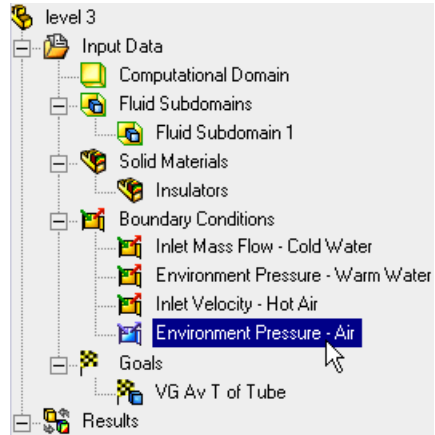 level 3
Input Data
Computational Domain
Fluid Subdomains
Fluid Subdomain 1
Solid Materials
Insulators
Boundary Conditions
Inlet Mass Flow - Cold Water
Environment Pressure - Warm Water
Inlet Velocity - Hot Air
Environment Pressure - Air
Goals
VG Av T of Tube
Results